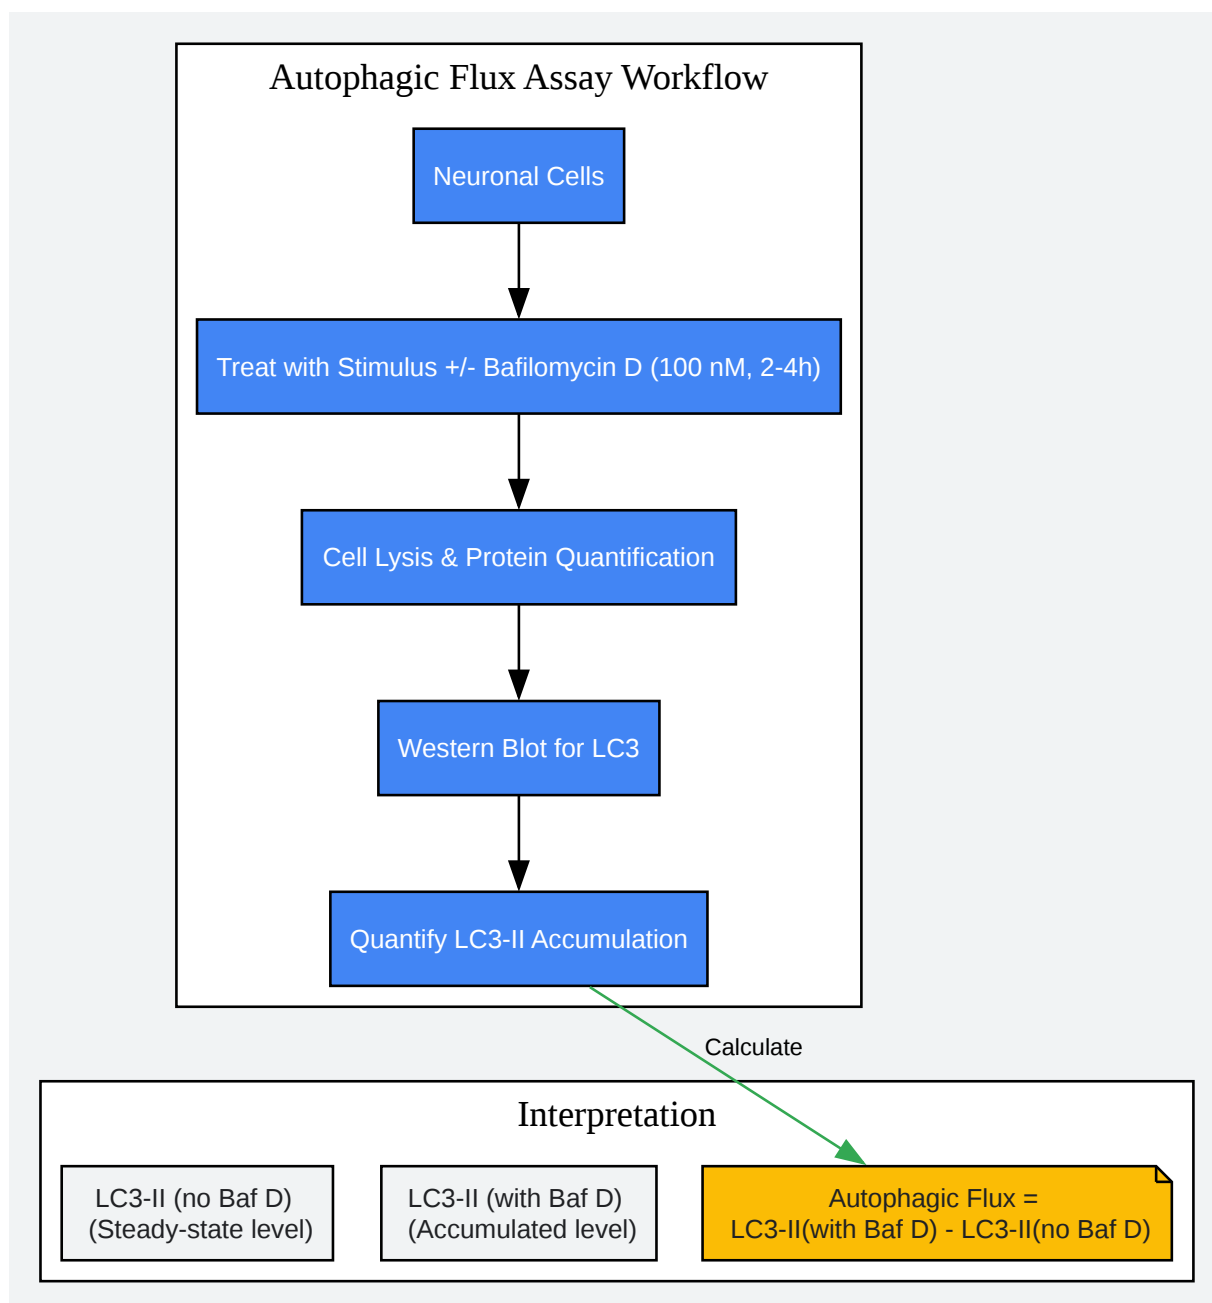 Autophagic Flux Assay Workflow
Neuronal Cells
Treat with Stimulus +/- Bafilomycin D (100 nM, 2-4h)
Cell Lysis & Protein Quantification
Western Blot for LC3
Quantify LC3-II Accumulation
Calculate
Interpretation
LC3-II (no Baf D)
(Steady-state level)
LC3-II (with Baf D)
(Accumulated level)
Autophagic Flux =
LC3-II(with Baf D) - LC3-II(no Baf D)